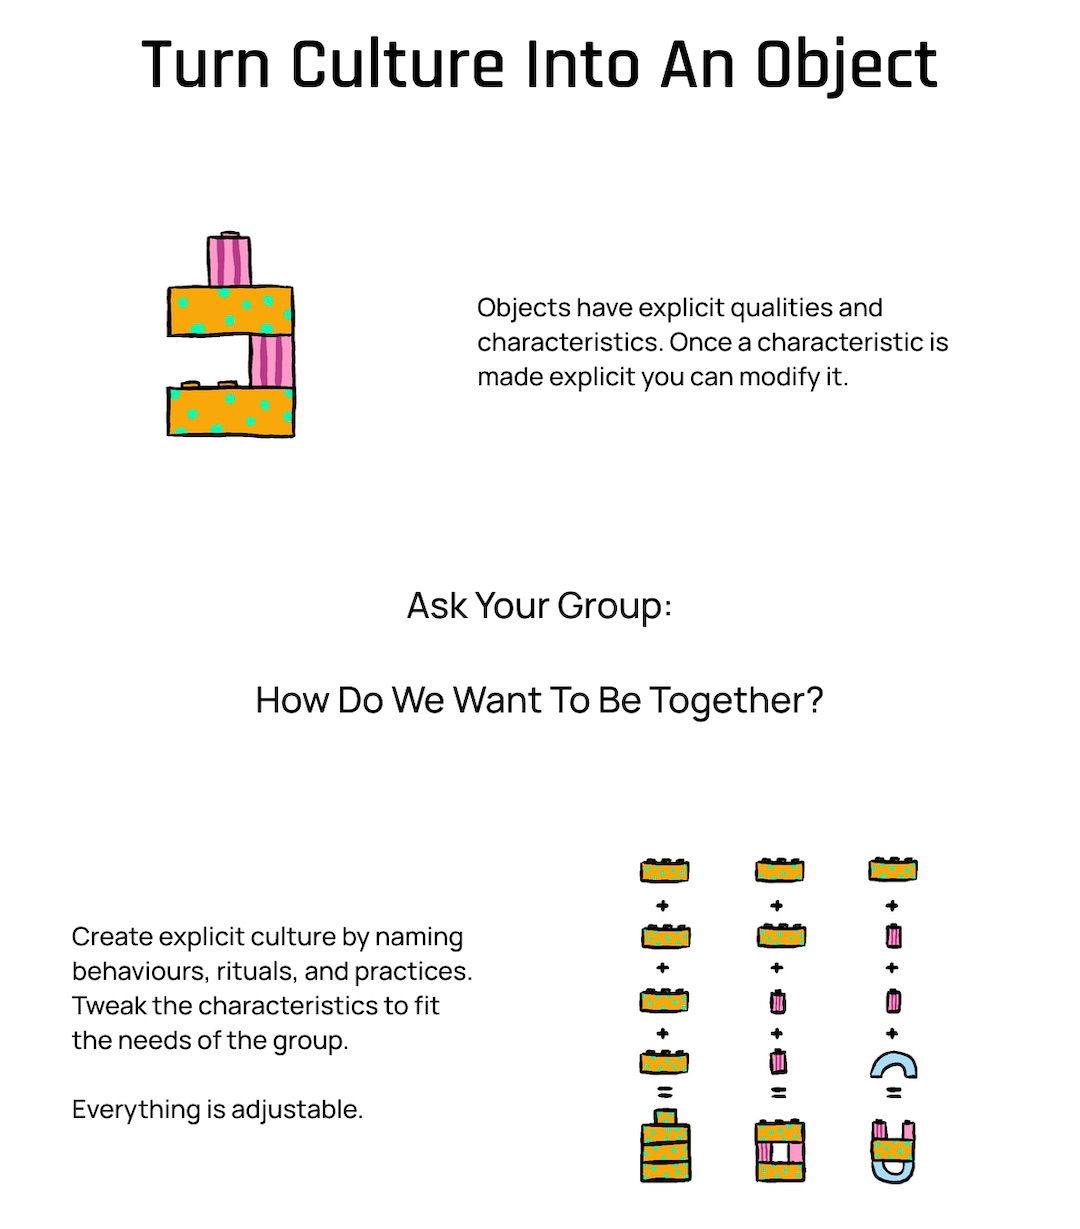 Turn Culture Into An Object
Objects have explicit qualities and
characteristics. Once a characteristic is
made explicit you can modify it.
Ask Your Group:
How Do We Want To Be Together?
Create explicit culture by naming
behaviours, rituals, and practices.
Tweak the characteristics to fit
the needs of the group.
Everything is adjustable.
+ + +
+ + +
+ + +
= = =